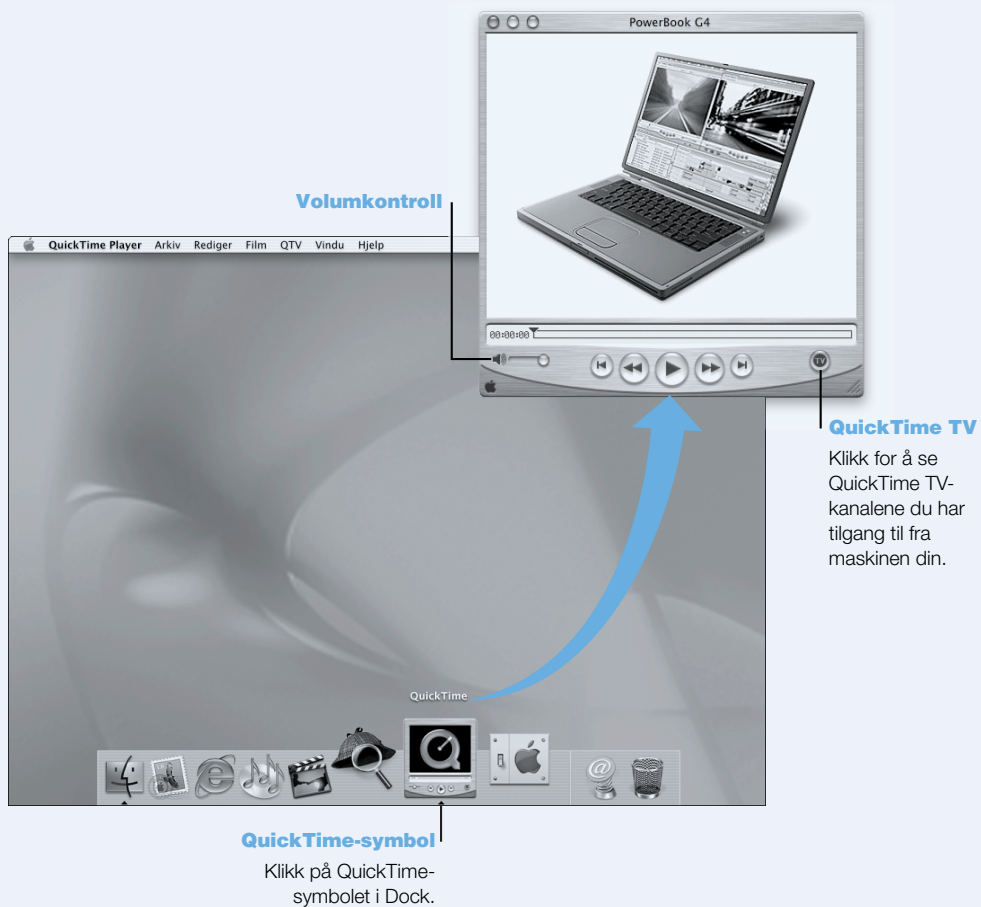 PowerBook G4
Volumkontroll
QuickTime Player Arkiv Rediger Film QTV Vindu Hjelp
00:00:00
TV
QuickTime TV
Klikk for å se
QuickTime TV-
kanalene du har
tilgang til fra
maskinen din.
QuickTime
@
QuickTime-symbol
Klikk på QuickTime-
symbolet i Dock.